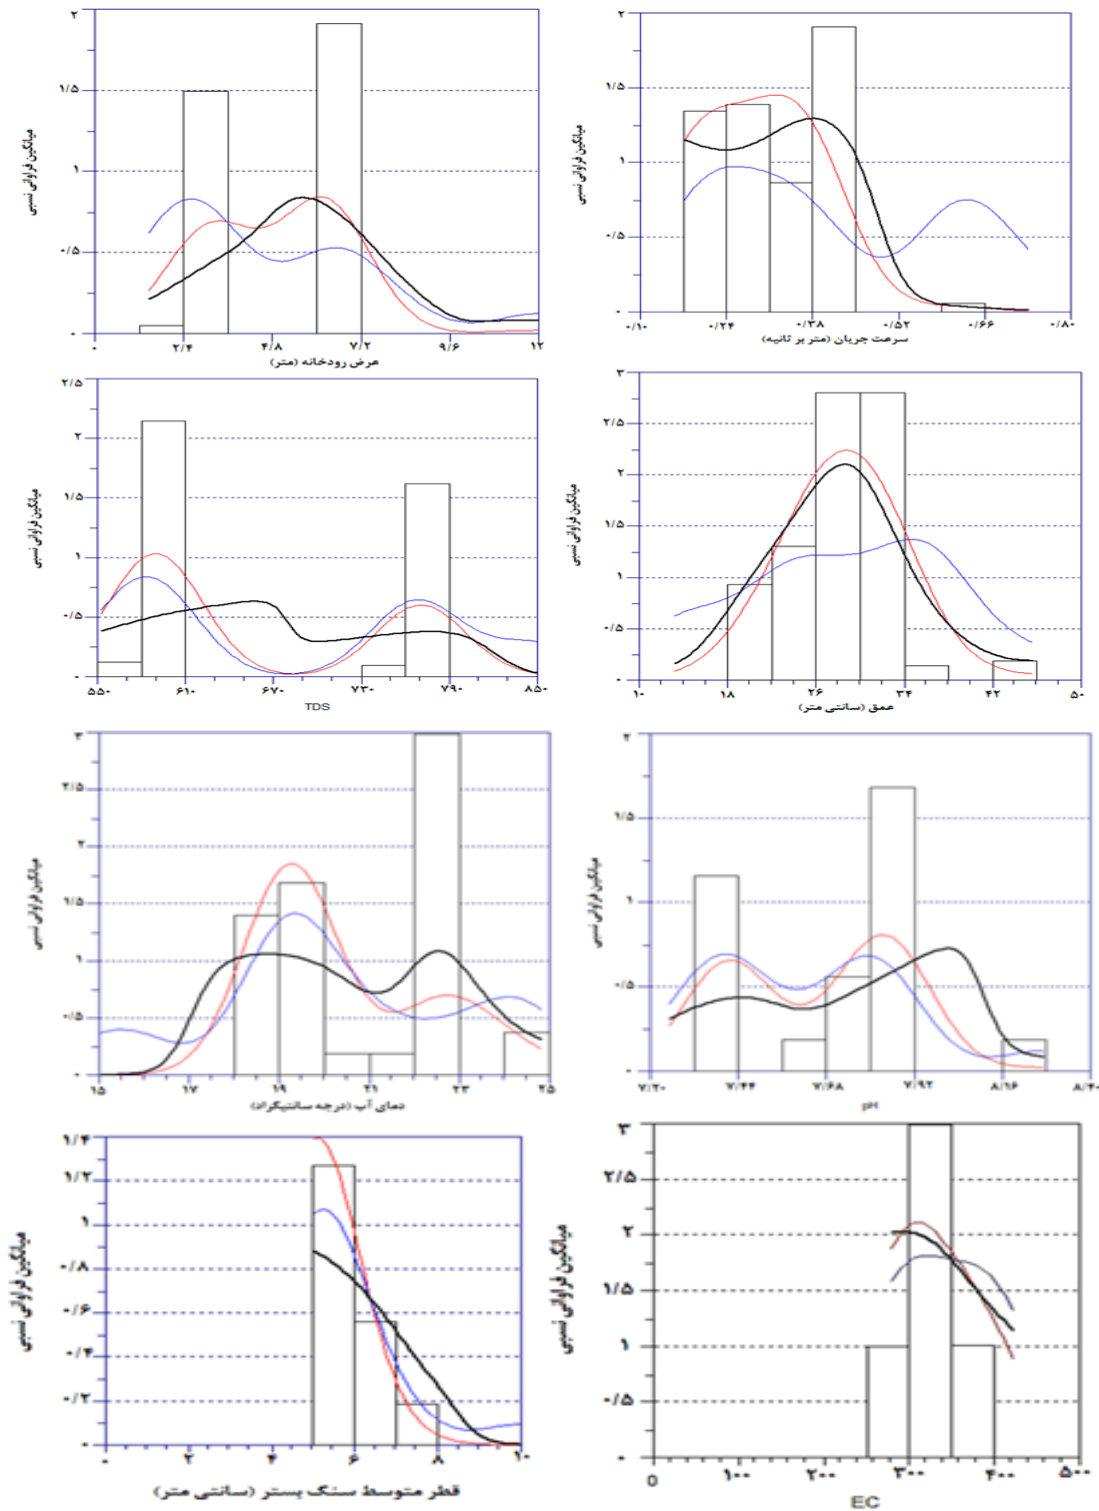 ۲
۱/۵
۱
۰/۵
۰
میانگین فراوانی نسبی
۰ ۲/۴ ۴/۸ ۷/۲ ۹/۶ ۱۲
عرض رودخانه (متر)
۲
۱/۵
۱
۰/۵
۰
میانگین فراوانی نسبی
۰/۱۰ ۰/۲۴ ۰/۳۸ ۰/۵۲ ۰/۶۶ ۰/۸۰
سرعت جریان (متر بر ثانیه)
۲/۵
۲
۱/۵
۱
۰/۵
۰
میانگین فراوانی نسبی
۵۵۰ ۶۱۰ ۶۷۰ ۷۳۰ ۷۹۰ ۸۵۰
TDS
۳
۲/۵
۲
۱/۵
۱
۰/۵
۰
میانگین فراوانی نسبی
۱۰ ۱۸ ۲۶ ۳۴ ۴۲ ۵۰
عمق (سانتی متر)
۳
۲/۵
۲
۱/۵
۱
۰/۵
۰
میانگین فراوانی نسبی
۱۵ ۱۷ ۱۹ ۲۱ ۲۳ ۲۵
دمای آب (درجه سانتیگراد)
۲
۱/۵
۱
۰/۵
۰
میانگین فراوانی نسبی
۷/۲۰ ۷/۴۴ ۷/۶۸ ۷/۹۲ ۸/۱۶ ۸/۴۰
pH
۱/۴
۱/۲
۱
۰/۸
۰/۶
۰/۴
۰/۲
۰
میانگین فراوانی نسبی
۰ ۲ ۴ ۶ ۸ ۱۰
قطر متوسط سنگ بستر (سانتی متر)
۳
۲/۵
۲
۱/۵
۱
۰/۵
۰
میانگین فراوانی نسبی
0 ۱۰۰ ۲۰۰ ۳۰۰ ۴۰۰ ۵۰۰
EC